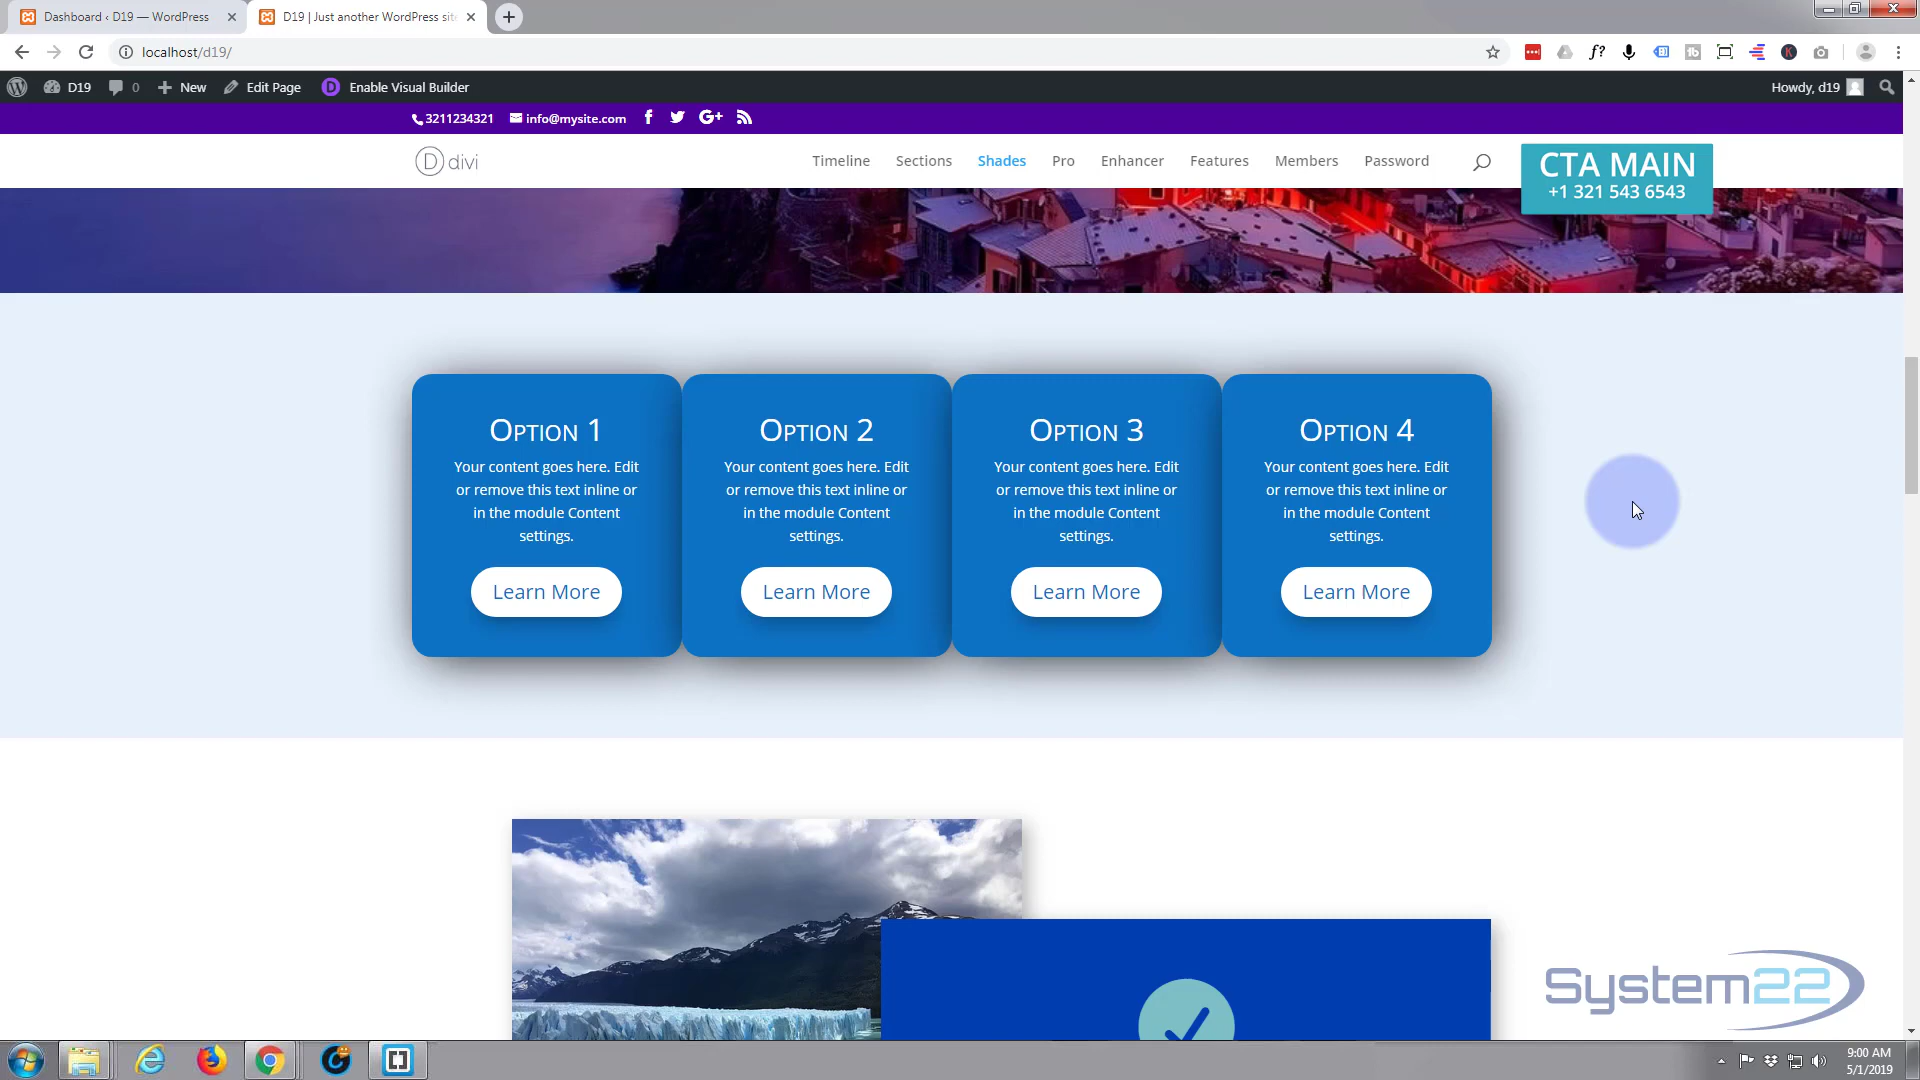 Dashboard ‹ D19 — WordPress
D19 | Just another WordPress site
localhost/d19/
D19
0
New
Edit Page
Enable Visual Builder
Howdy, d19
3211234321
info@mysite.com
divi
Timeline
Sections
Shades
Pro
Enhancer
Features
Members
Password
CTA MAIN
+1 321 543 6543
Option 1
Your content goes here. Edit
or remove this text inline or
in the module Content
settings.
Learn More
Option 2
Your content goes here. Edit
or remove this text inline or
in the module Content
settings.
Learn More
Option 3
Your content goes here. Edit
or remove this text inline or
in the module Content
settings.
Learn More
Option 4
Your content goes here. Edit
or remove this text inline or
in the module Content
settings.
Learn More
System22
9:00 AM
5/1/2019